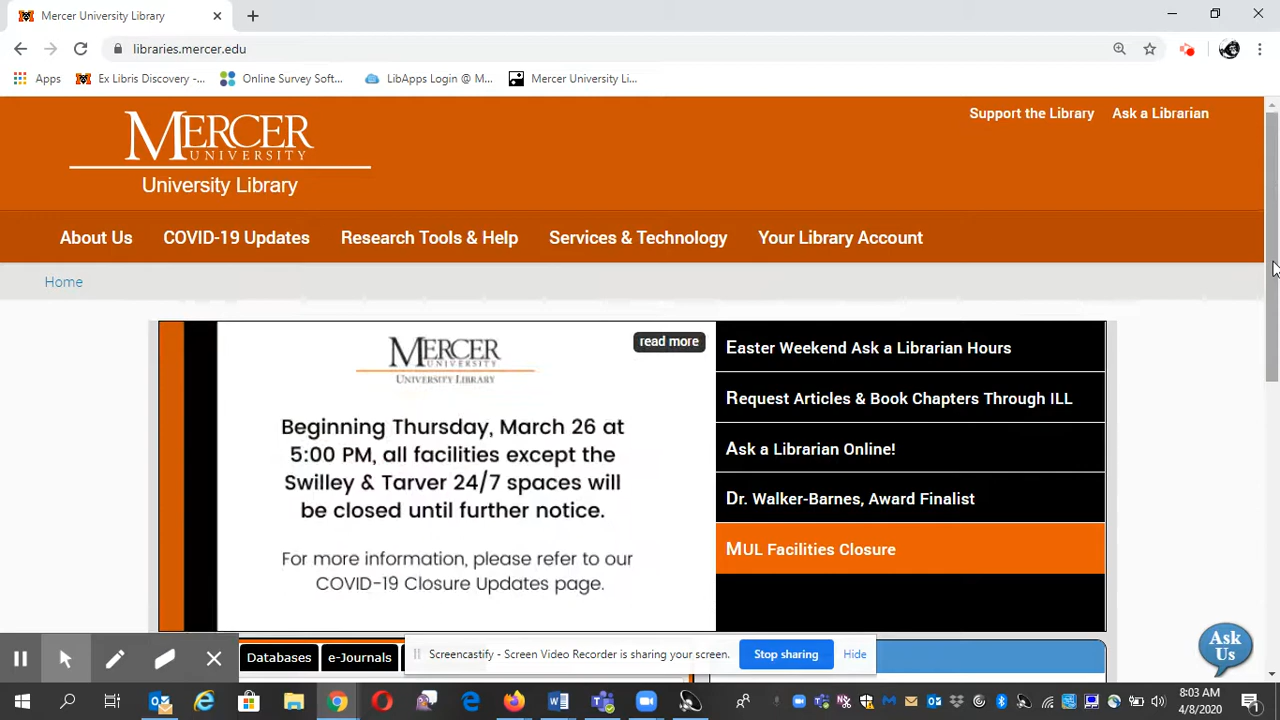 Mercer University Library
libraries.mercer.edu
Apps
Ex Libris Discovery -...
Online Survey Soft...
LibApps Login @ M...
Mercer University Li...
Support the Library
Ask a Librarian
MERCER
UNIVERSITY
University Library
About Us
COVID-19 Updates
Research Tools & Help
Services & Technology
Your Library Account
Home
MERCER
UNIVERSITY
UNIVERSITY LIBRARY
read more
Beginning Thursday, March 26 at
5:00 PM, all facilities except the
Swilley & Tarver 24/7 spaces will
be closed until further notice.
For more information, please refer to our
COVID-19 Closure Updates page.
Easter Weekend Ask a Librarian Hours
Request Articles & Book Chapters Through ILL
Ask a Librarian Online!
Dr. Walker-Barnes, Award Finalist
MUL Facilities Closure
Databases
e-Journals
Screencastify - Screen Video Recorder is sharing your screen.
Stop sharing
Hide
Ask
Us
8:03 AM
4/8/2020